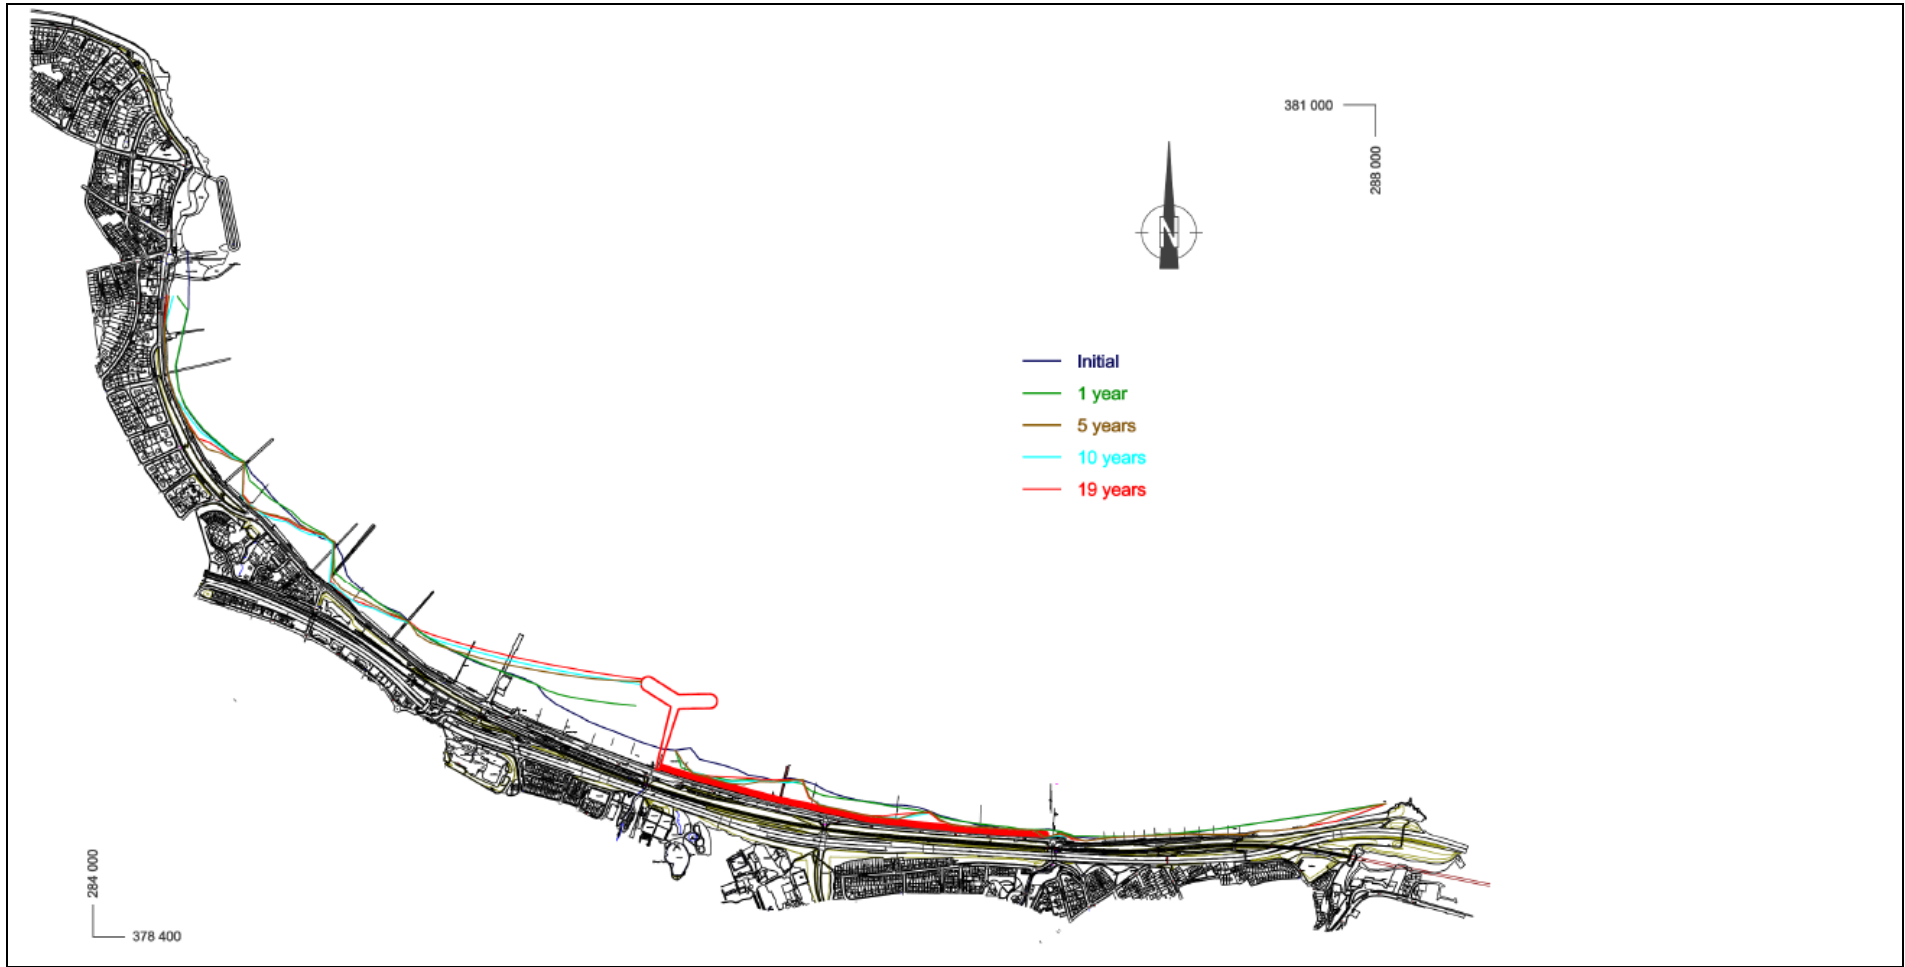 381 000
288 000
N
Initial
1 year
5 years
10 years
19 years
284 000
378 400